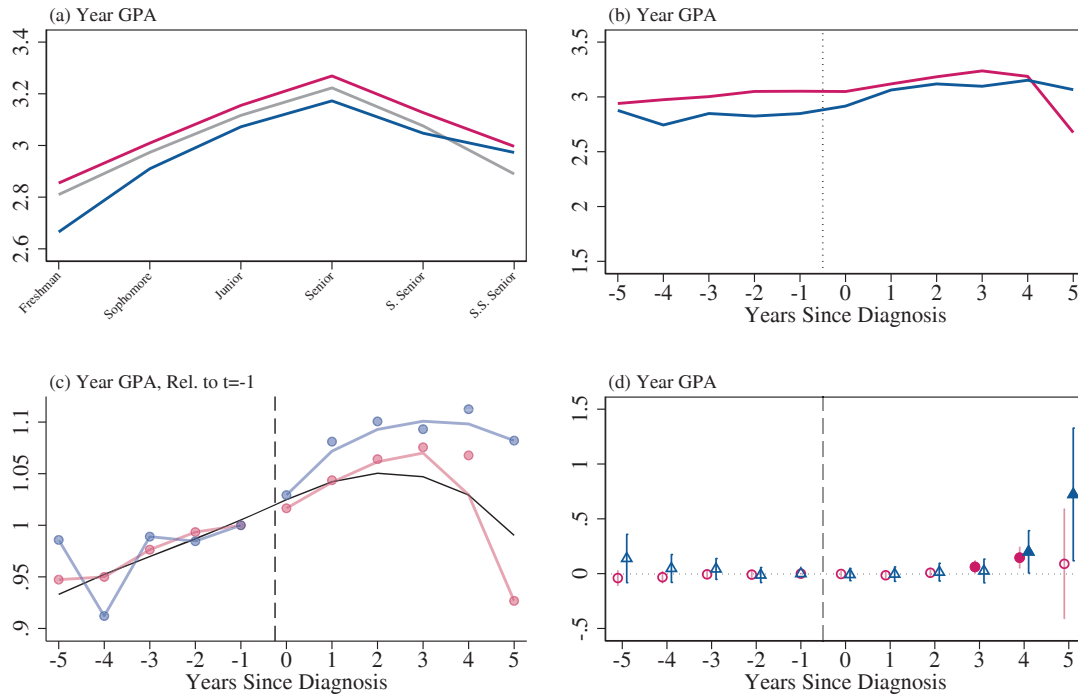 (a) Year GPA
3.4
3.2
3
2.8
2.6
Freshman
Sophomore
Junior
Senior
S. Senior
S.S. Senior
(b) Year GPA
3.5
3
2.5
2
1.5
-5 -4 -3 -2 -1 0 1 2 3 4 5
Years Since Diagnosis
(c) Year GPA, Rel. to t=-1
1.1
1.05
1
.95
.9
-5 -4 -3 -2 -1 0 1 2 3 4 5
Years Since Diagnosis
(d) Year GPA
1.5
1
.5
0
-.5
-5 -4 -3 -2 -1 0 1 2 3 4 5
Years Since Diagnosis